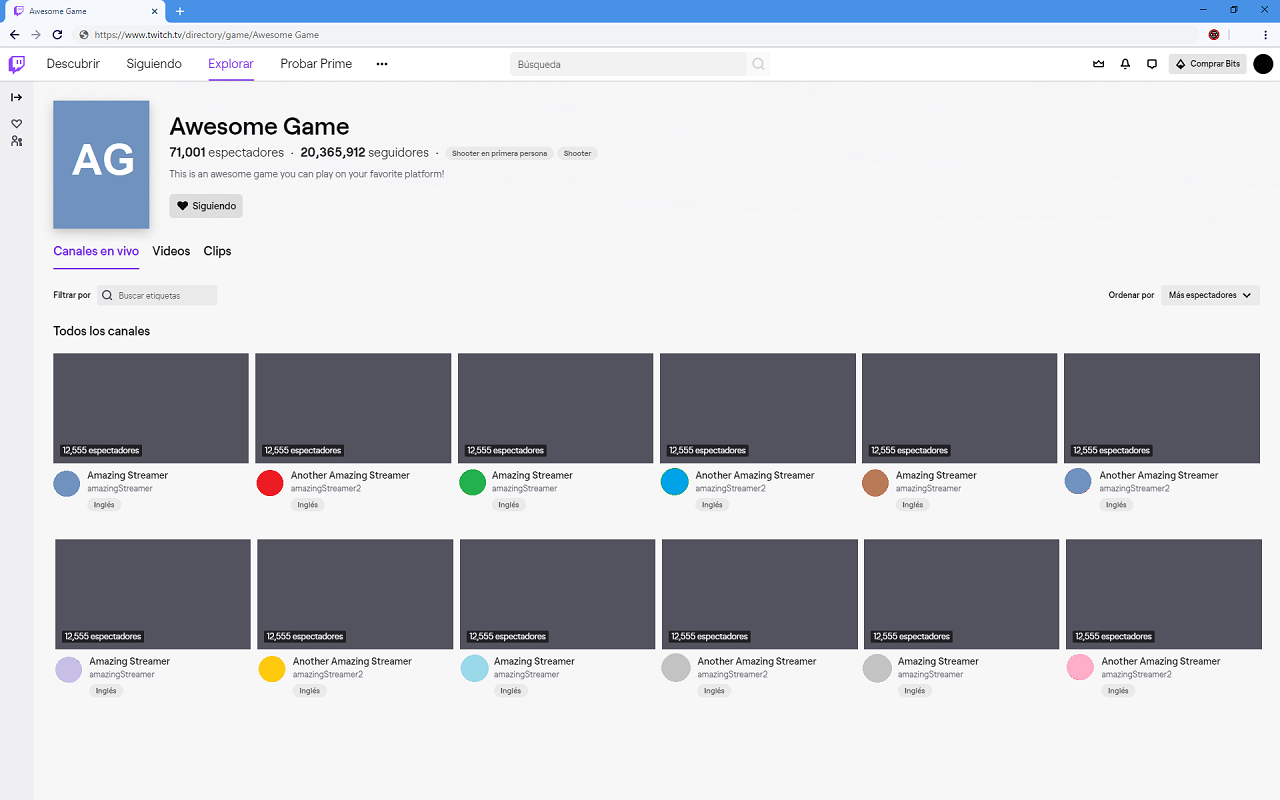 Awesome Game
https://www.twitch.tv/directory/game/Awesome Game
Descubrir Siguiendo Explorar Probar Prime
Búsqueda
Comprar Bits
AG
Awesome Game
71,001 espectadores · 20,365,912 seguidores · Shooter en primera persona Shooter
This is an awesome game you can play on your favorite platform!
Siguiendo
Canales en vivo Videos Clips
Filtrar por Buscar etiquetas Ordenar por Más espectadores
Todos los canales
12,555 espectadores 12,555 espectadores 12,555 espectadores 12,555 espectadores 12,555 espectadores 12,555 espectadores
Amazing Streamer Another Amazing Streamer Amazing Streamer Another Amazing Streamer Amazing Streamer Another Amazing Streamer
amazingStreamer amazingStreamer2 amazingStreamer amazingStreamer2 amazingStreamer amazingStreamer2
Inglés Inglés Inglés Inglés Inglés Inglés
12,555 espectadores 12,555 espectadores 12,555 espectadores 12,555 espectadores 12,555 espectadores 12,555 espectadores
Amazing Streamer Another Amazing Streamer Amazing Streamer Another Amazing Streamer Amazing Streamer Another Amazing Streamer
amazingStreamer amazingStreamer2 amazingStreamer amazingStreamer2 amazingStreamer amazingStreamer2
Inglés Inglés Inglés Inglés Inglés Inglés